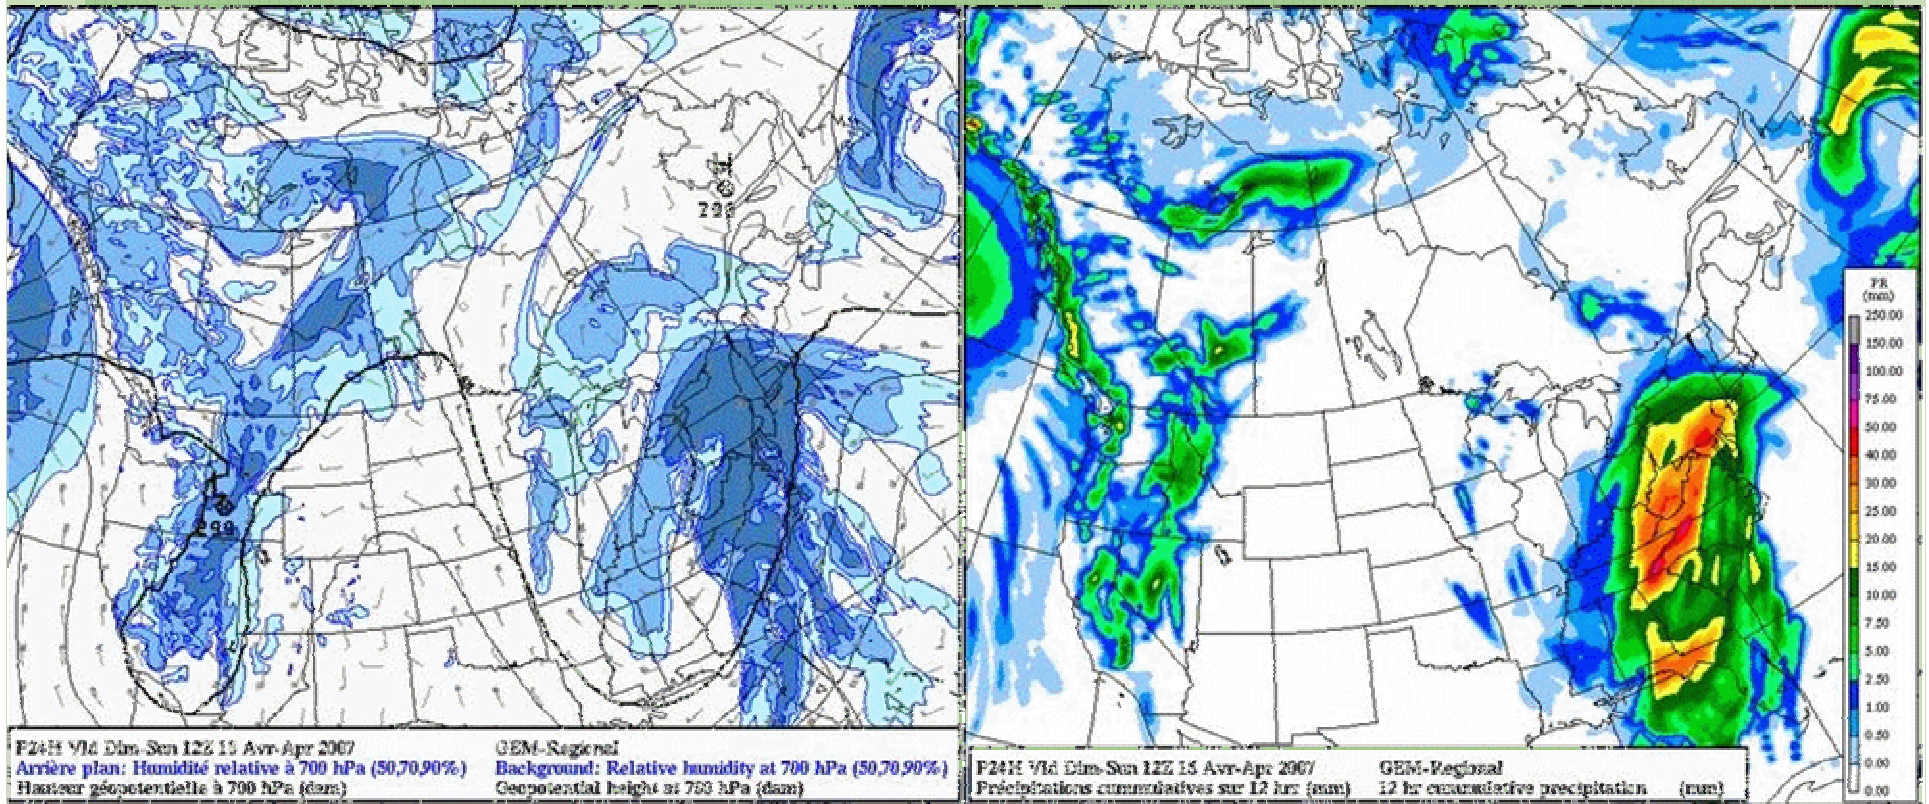 299
F24H Vld Dim-Sun 12Z 15 Avr-Apr 2007
GEM-Regional
Arrière plan: Humidité relative à 700 hPa (50,70,90%)
Background: Relative humidity at 700 hPa (50,70,90%)
Hauteur géopotentielle à 700 hPa (dam)
Geopotential height at 700 hPa (dam)
PR
(mm)
250.00
150.00
100.00
75.00
50.00
40.00
30.00
25.00
20.00
15.00
10.00
7.50
5.00
2.50
1.00
0.50
0.00
0.00
F24H Vld Dim-Sun 12Z 15 Avr-Apr 2007
GEM-Regional
Précipitations cummulatives sur 12 hrs (mm)
12 hr cumumulative precipitation (mm)